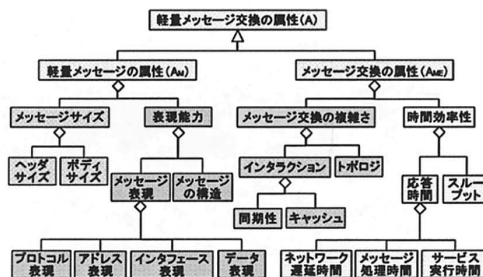 軽量メッセージ交換の属性(A)
軽量メッセージの属性(AM)
メッセージ交換の属性(AME)
メッセージサイズ
表現能力
メッセージ交換の複雑さ
時間効率性
ヘッダ
サイズ
ボディ
サイズ
メッセージ
表現
メッセージ
の構造
インタラクション
トポロジ
応答
時間
スルー
プット
同期性
キャッシュ
プロトコル
表現
アドレス
表現
インタフェース
表現
データ
表現
ネットワーク
遅延時間
メッセージ
処理時間
サービス
実行時間